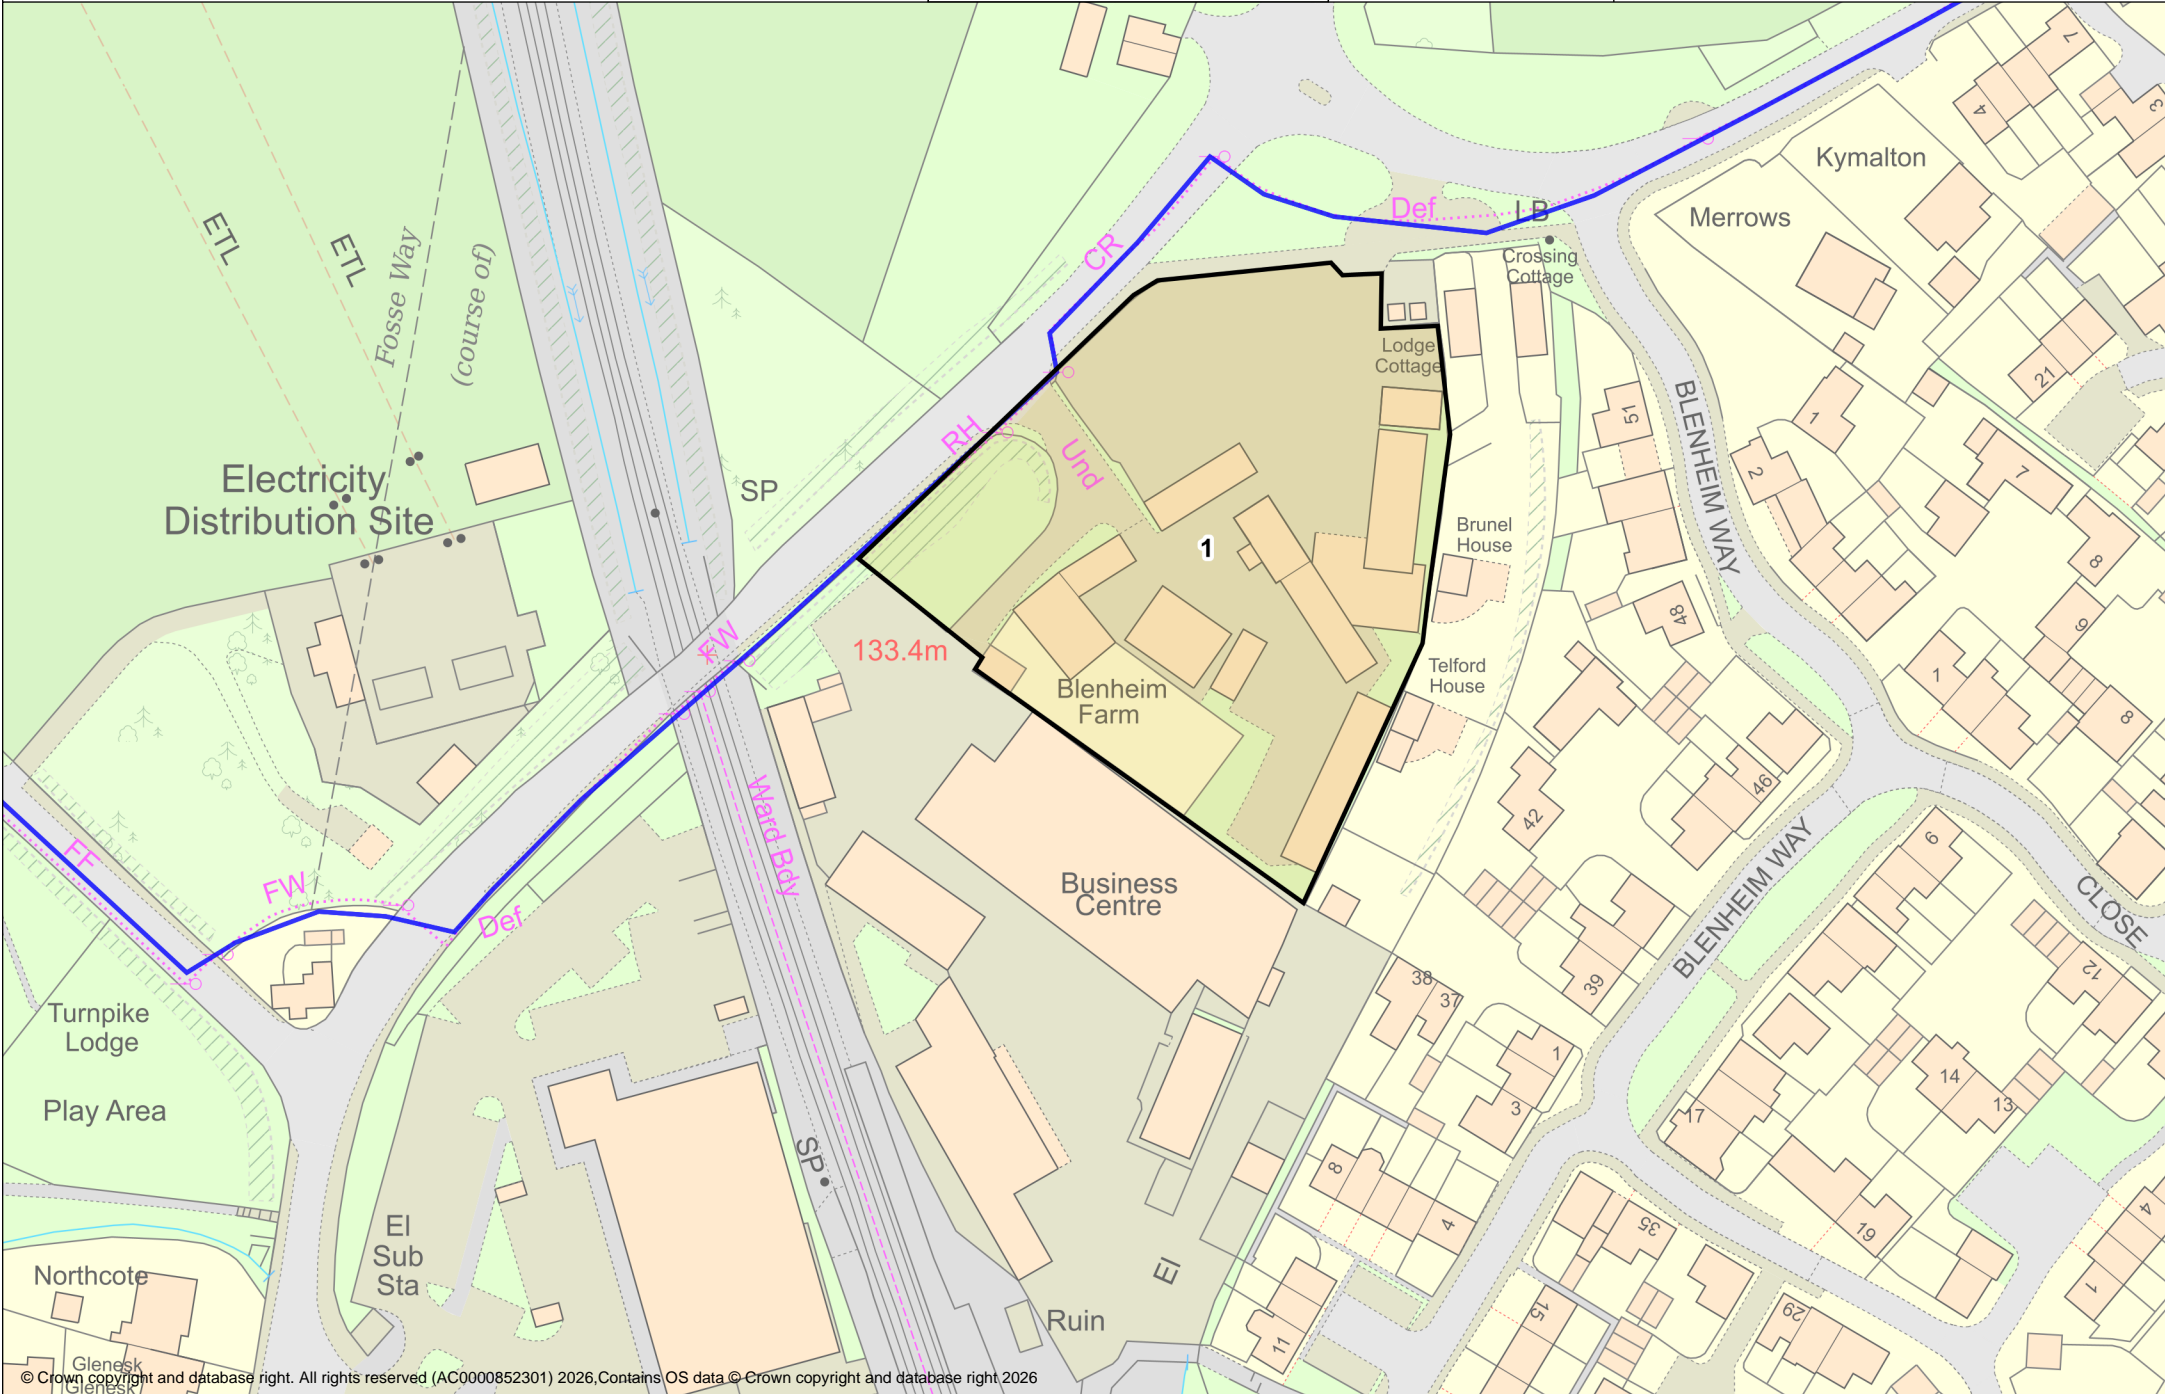 7
4
3
Kymalton
Merrows
Def
LB
CR
Crossing
Cottage
ETL
ETL
Fosse Way
(course of)
Lodge
Cottage
21
51
BLENHEIM WAY
1
2
7
RH
Und
SP
Electricity
Distribution Site
1
Brunel
House
8
48
9
133.4m
FW
Blenheim
Farm
Telford
House
1
8
46
42
Ward Bdy
FF
FW
Def
Business
Centre
BLENHEIM WAY
6
CLOSE
12
38
37
39
Turnpike
Lodge
Play Area
1
3
14
13
17
SP
8
4
35
19
4
1
El
Sub
Sta
El
Northcote
Ruin
15
29
11
Glenesk
Glenesk
© Crown copyright and database right. All rights reserved (AC0000852301) 2026,Contains OS data © Crown copyright and database right 2026